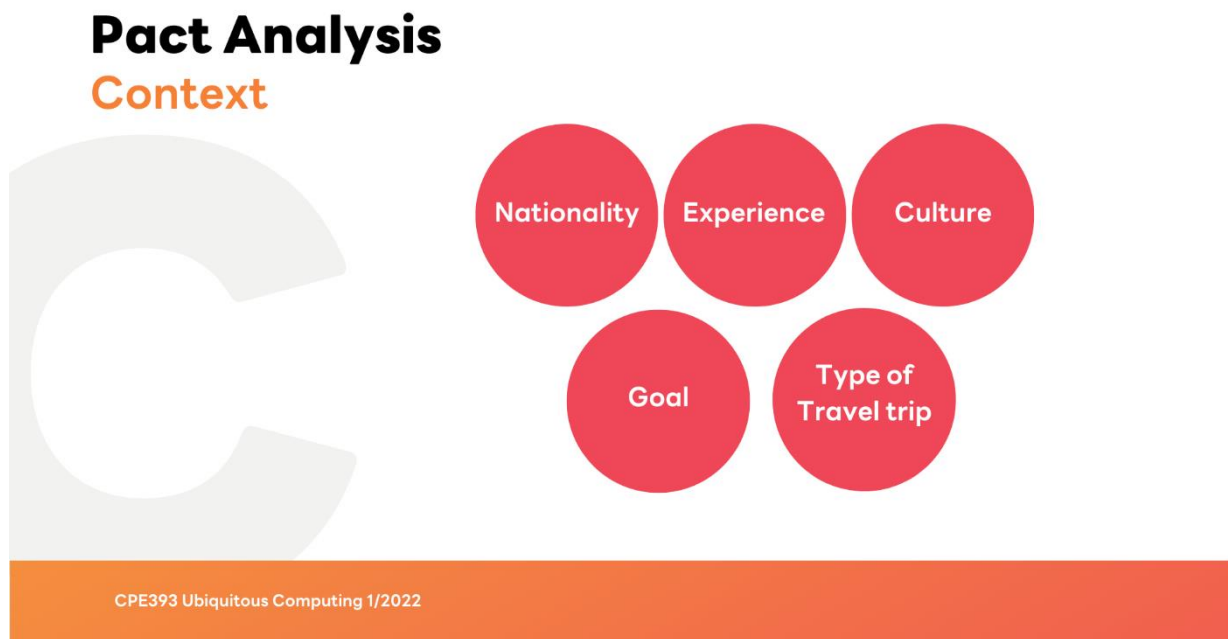 Pact Analysis
Context
Nationality
Experience
Culture
Goal
Type of
Travel trip
CPE393 Ubiquitous Computing 1/2022